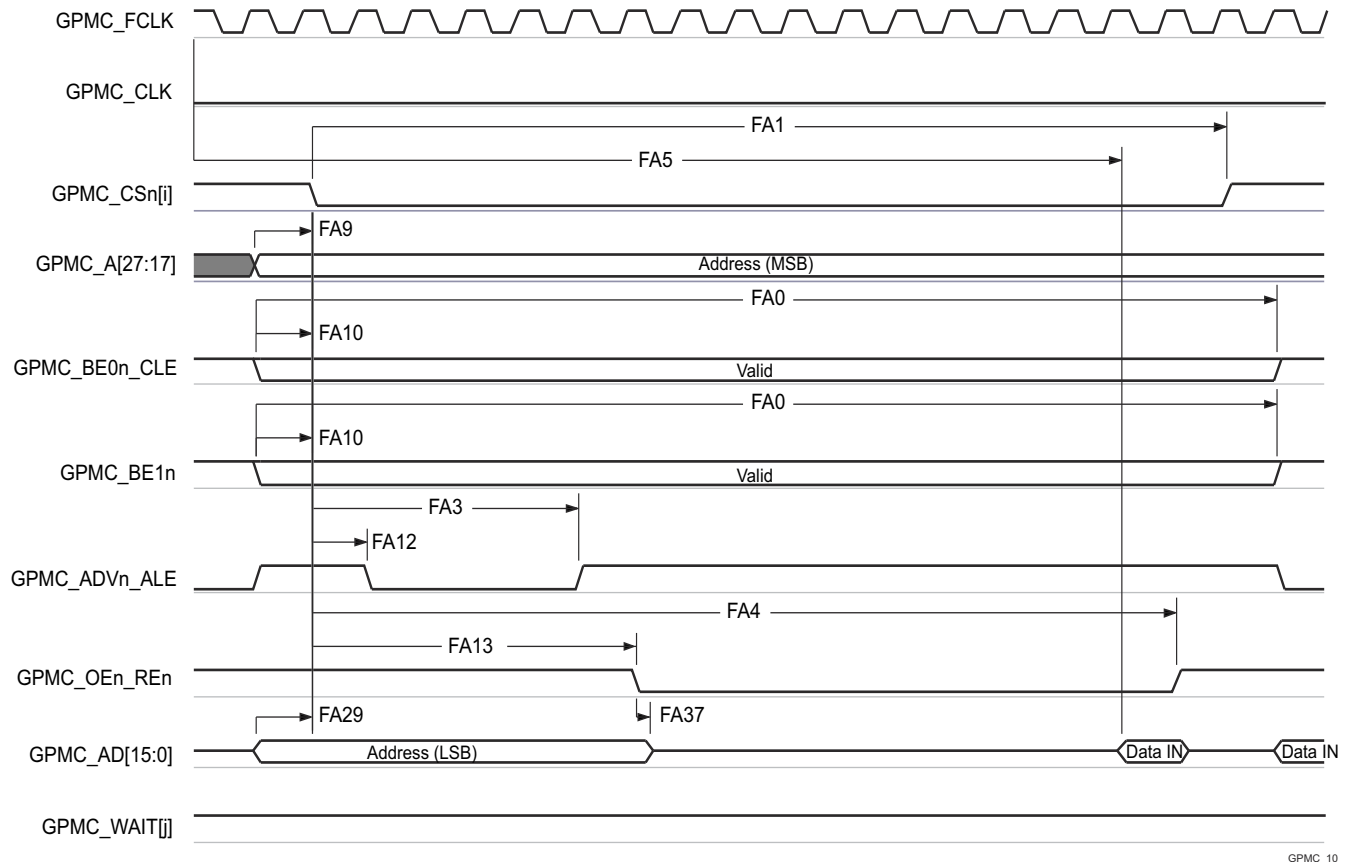 GPMC_FCLK
GPMC_CLK
FA1
FA5
GPMC_CSn[i]
FA9
GPMC_A[27:17]
Address (MSB)
FA0
FA10
GPMC_BE0n_CLE
Valid
FA0
FA10
GPMC_BE1n
Valid
FA3
FA12
GPMC_ADVn_ALE
FA4
FA13
GPMC_OEn_REn
FA29
FA37
GPMC_AD[15:0]
Address (LSB)
Data IN
Data IN
GPMC_WAIT[j]
GPMC_10